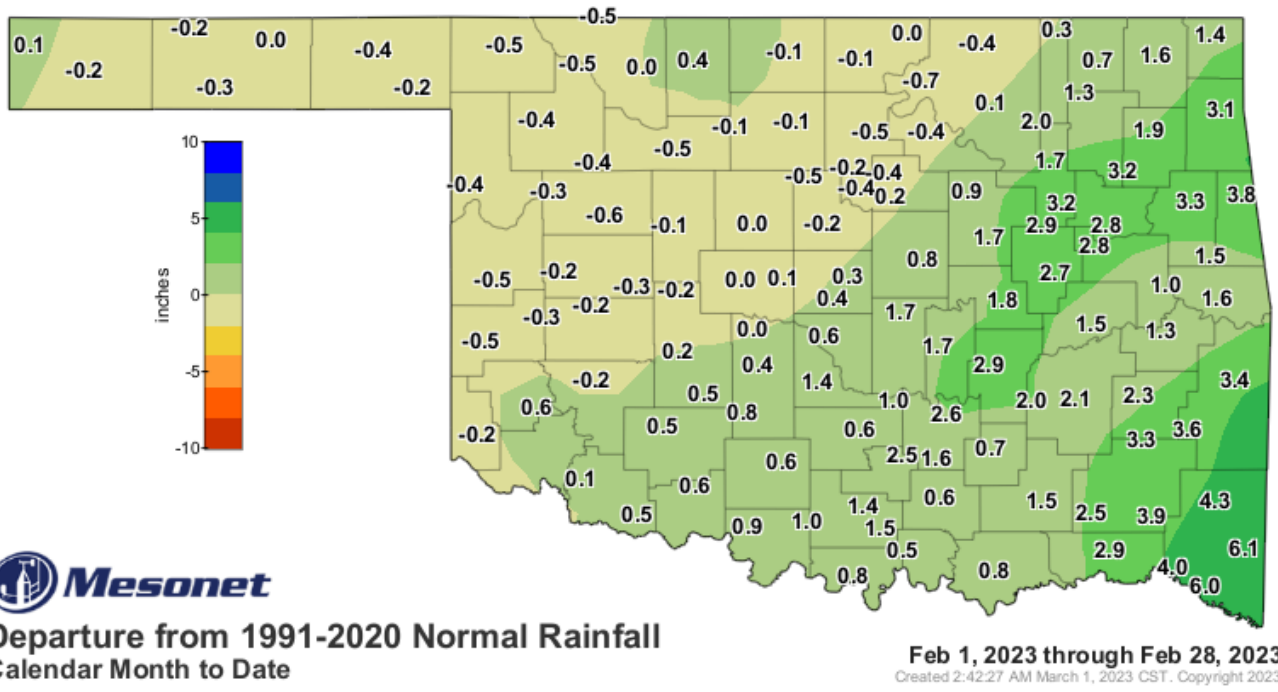 -0.5
0.1 -0.2 0.0 -0.4 -0.5 0.0 -0.4 0.3 1.4
-0.2 -0.5 0.0 0.4 -0.1 -0.1 0.7 1.6
-0.3 -0.2 -0.7 1.3
-0.4 -0.1 -0.1 0.1 2.0 3.1
-0.5 -0.5 -0.4 1.9
-0.4 -0.5 -0.2 -0.4 1.7 3.2
-0.4 -0.3 -0.4 0.2 0.9 3.2 3.3 3.8
-0.6 -0.1 0.0 -0.2 1.7 2.9 2.8
2.8
0.8 1.5
-0.5 -0.2 -0.3 -0.2 0.0 0.1 0.3 2.7 1.0
-0.2 0.4 1.8 1.6
-0.3 1.7 1.5 1.3
-0.5 0.0 0.6 1.7
0.2 0.4 2.9
-0.2 1.4 3.4
0.6 0.5 0.8 1.0 2.6 2.0 2.1 2.3
-0.2 0.5 0.6 3.3 3.6
0.6 2.5 1.6 0.7
0.1 0.6 0.6 1.5 4.3
0.5 0.9 1.0 1.4 2.5 3.9
1.5
0.5 2.9 6.1
0.8 0.8 4.0
6.0
10
5
0
-5
-10
inches
Mesonet
Departure from 1991-2020 Normal Rainfall
Calendar Month to Date
Feb 1, 2023 through Feb 28, 2023
Created 2:42:27 AM March 1, 2023 CST. Copyright 2023